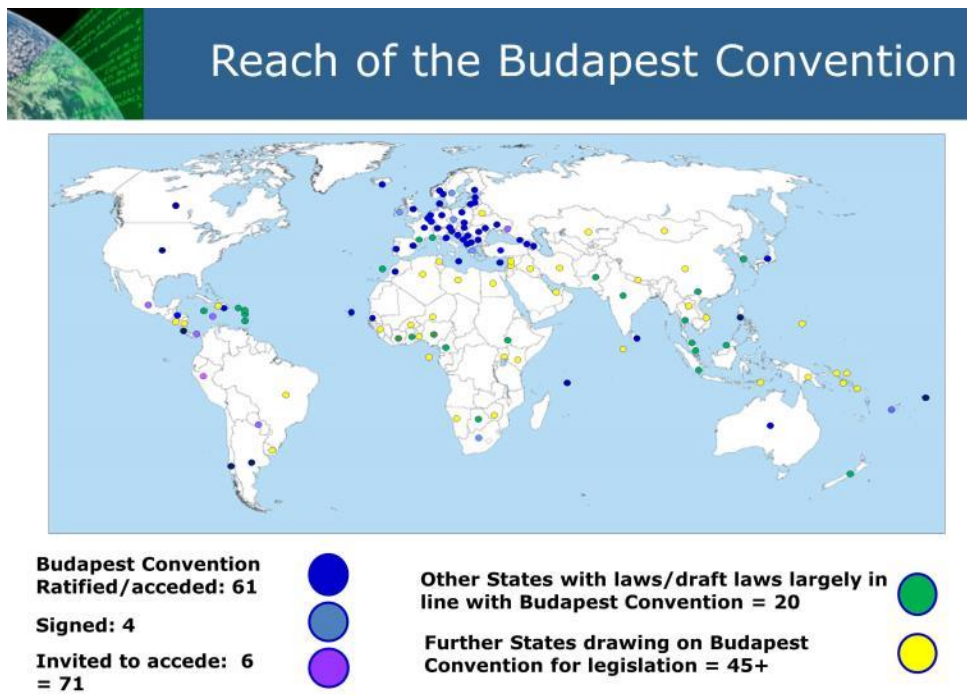 Reach of the Budapest Convention
Budapest Convention
Ratified/acceded: 61
Signed: 4
Invited to accede: 6
= 71
Other States with laws/draft laws largely in
line with Budapest Convention = 20
Further States drawing on Budapest
Convention for legislation = 45+